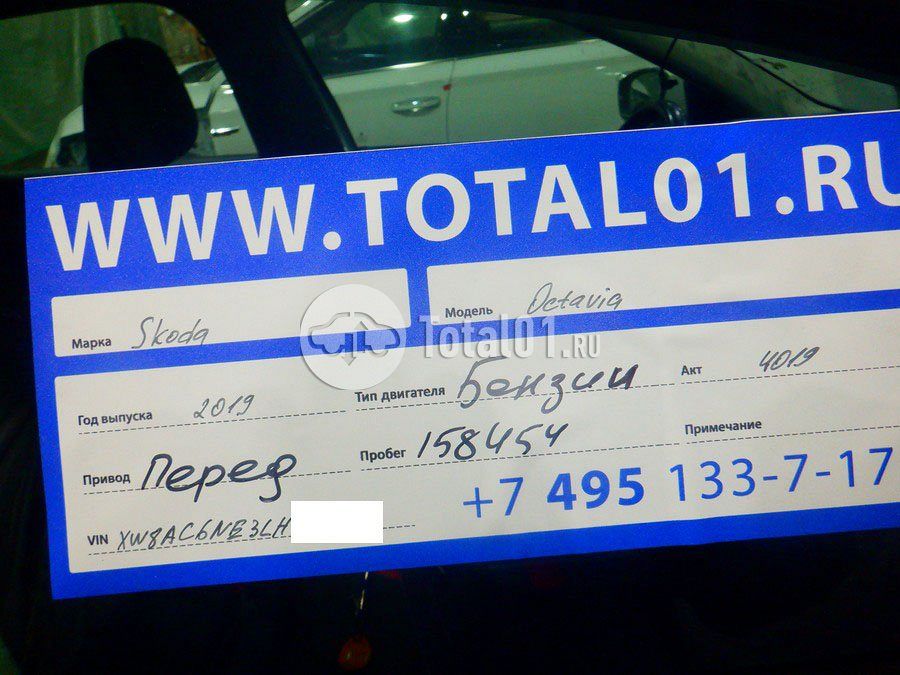 WWW.TOTAL01.RU
Марка Skoda
Модель Octavia
Total01.RU
Год выпуска 2019
Тип двигателя Бензин
Акт 4019
Привод Перед
Пробег 158454
Примечание
VIN XW8AC6NE3LH
+7 495 133-7-17